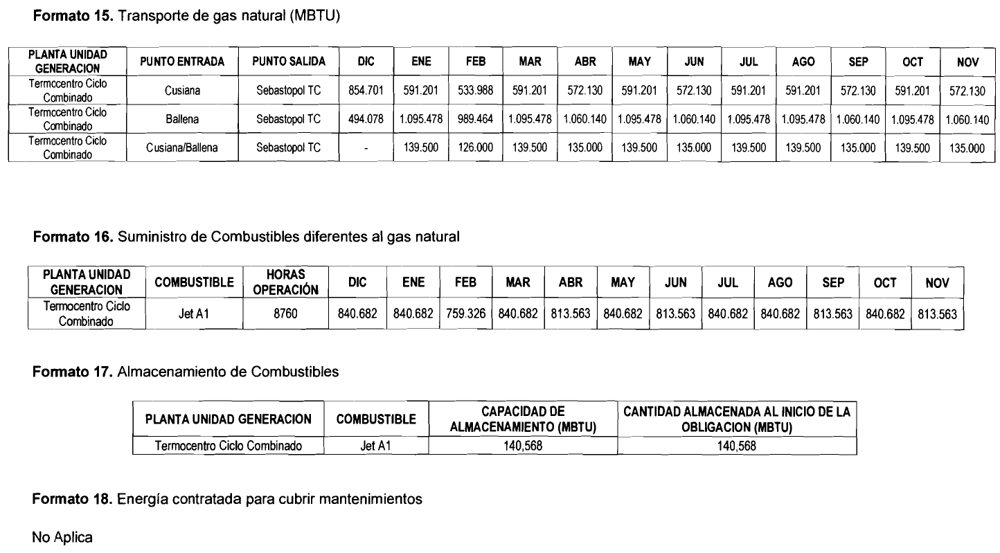 Formato 15. Transporte de gas natural (MBTU)
PLANTA UNIDAD GENERACION PUNTO ENTRADA PUNTO SALIDA DIC ENE FEB MAR ABR MAY JUN JUL AGO SEP OCT NOV
Termocentro Ciclo Combinado Cusiana Sebastopol TC 854.701 591.201 533.988 591.201 572.130 591.201 572.130 591.201 591.201 572.130 591.201 572.130
Termocentro Ciclo Combinado Ballena Sebastopol TC 494.078 1.095.478 989.464 1.095.478 1.060.140 1.095.478 1.060.140 1.095.478 1.095.478 1.060.140 1.095.478 1.060.140
Termocentro Ciclo Combinado Cusiana/Ballena Sebastopol TC - 139.500 126.000 139.500 135.000 139.500 135.000 139.500 139.500 135.000 139.500 135.000
Formato 16. Suministro de Combustibles diferentes al gas natural
PLANTA UNIDAD GENERACION COMBUSTIBLE HORAS OPERACIÓN DIC ENE FEB MAR ABR MAY JUN JUL AGO SEP OCT NOV
Termocentro Ciclo Combinado Jet A1 8760 840.682 840.682 759.326 840.682 813.563 840.682 813.563 840.682 840.682 813.563 840.682 813.563
Formato 17. Almacenamiento de Combustibles
PLANTA UNIDAD GENERACION COMBUSTIBLE CAPACIDAD DE ALMACENAMIENTO (MBTU) CANTIDAD ALMACENADA AL INICIO DE LA OBLIGACION (MBTU)
Termocentro Ciclo Combinado Jet A1 140,568 140,568
Formato 18. Energía contratada para cubrir mantenimientos
No Aplica